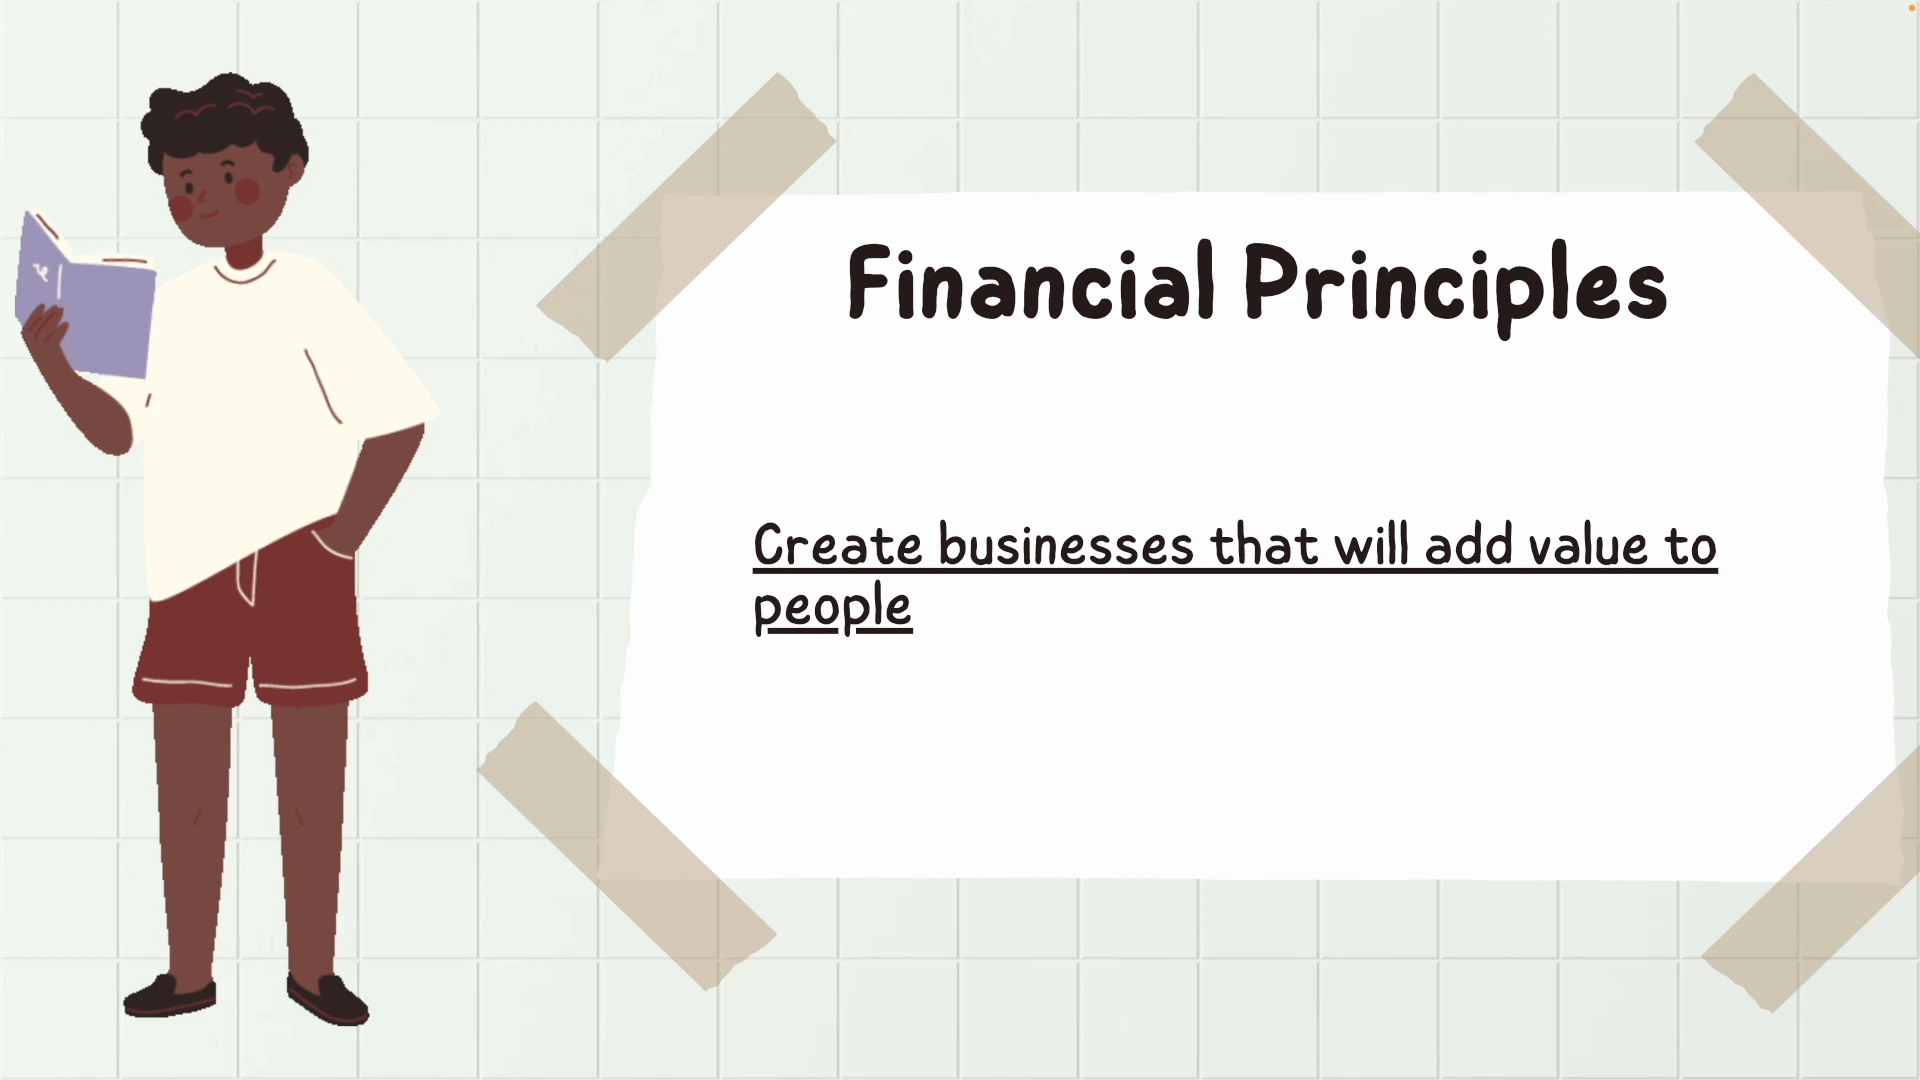 Financial Principles
Create businesses that will add value to
people